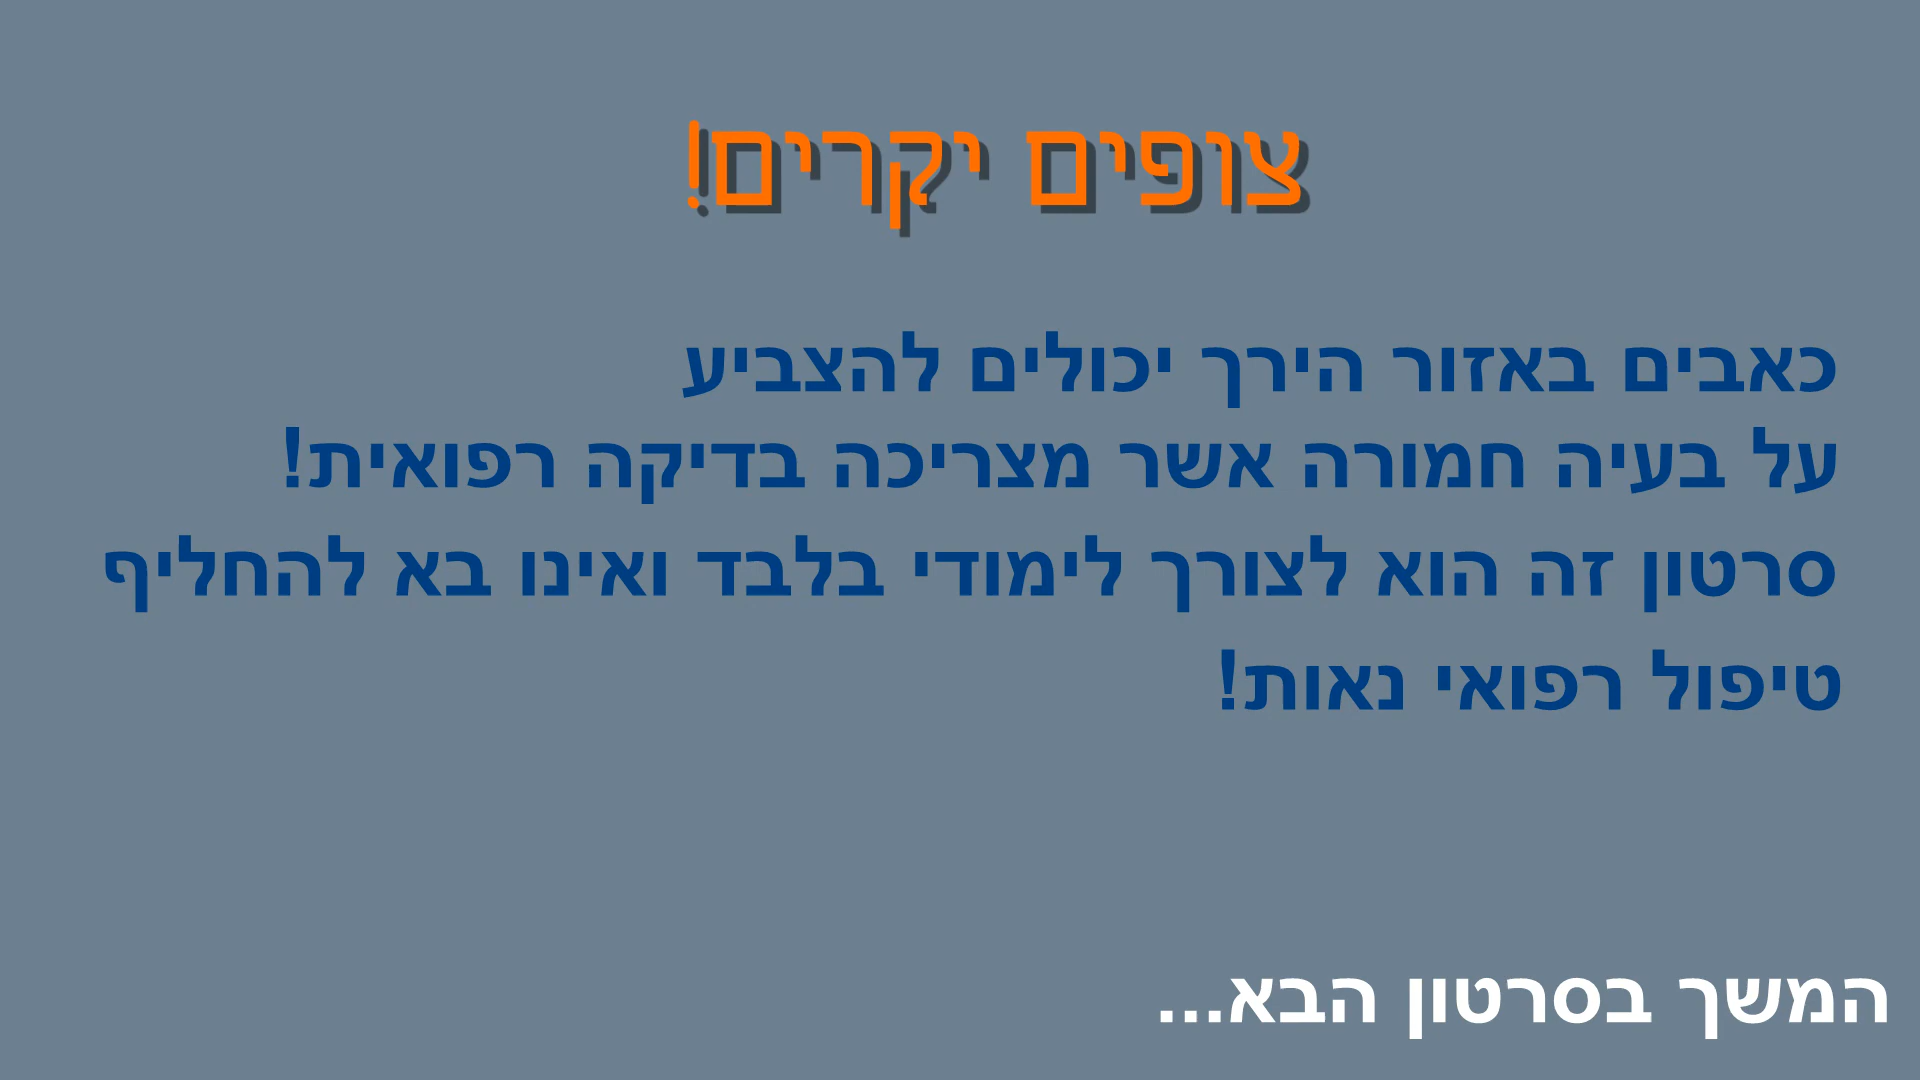 צופים יקרים!
כאבים באזור הירך יכולים להצביע
על בעיה חמורה אשר מצריכה בדיקה רפואית!
סרטון זה הוא לצורך לימודי בלבד ואינו בא להחליף
טיפול רפואי נאות!
המשך בסרטון הבא...